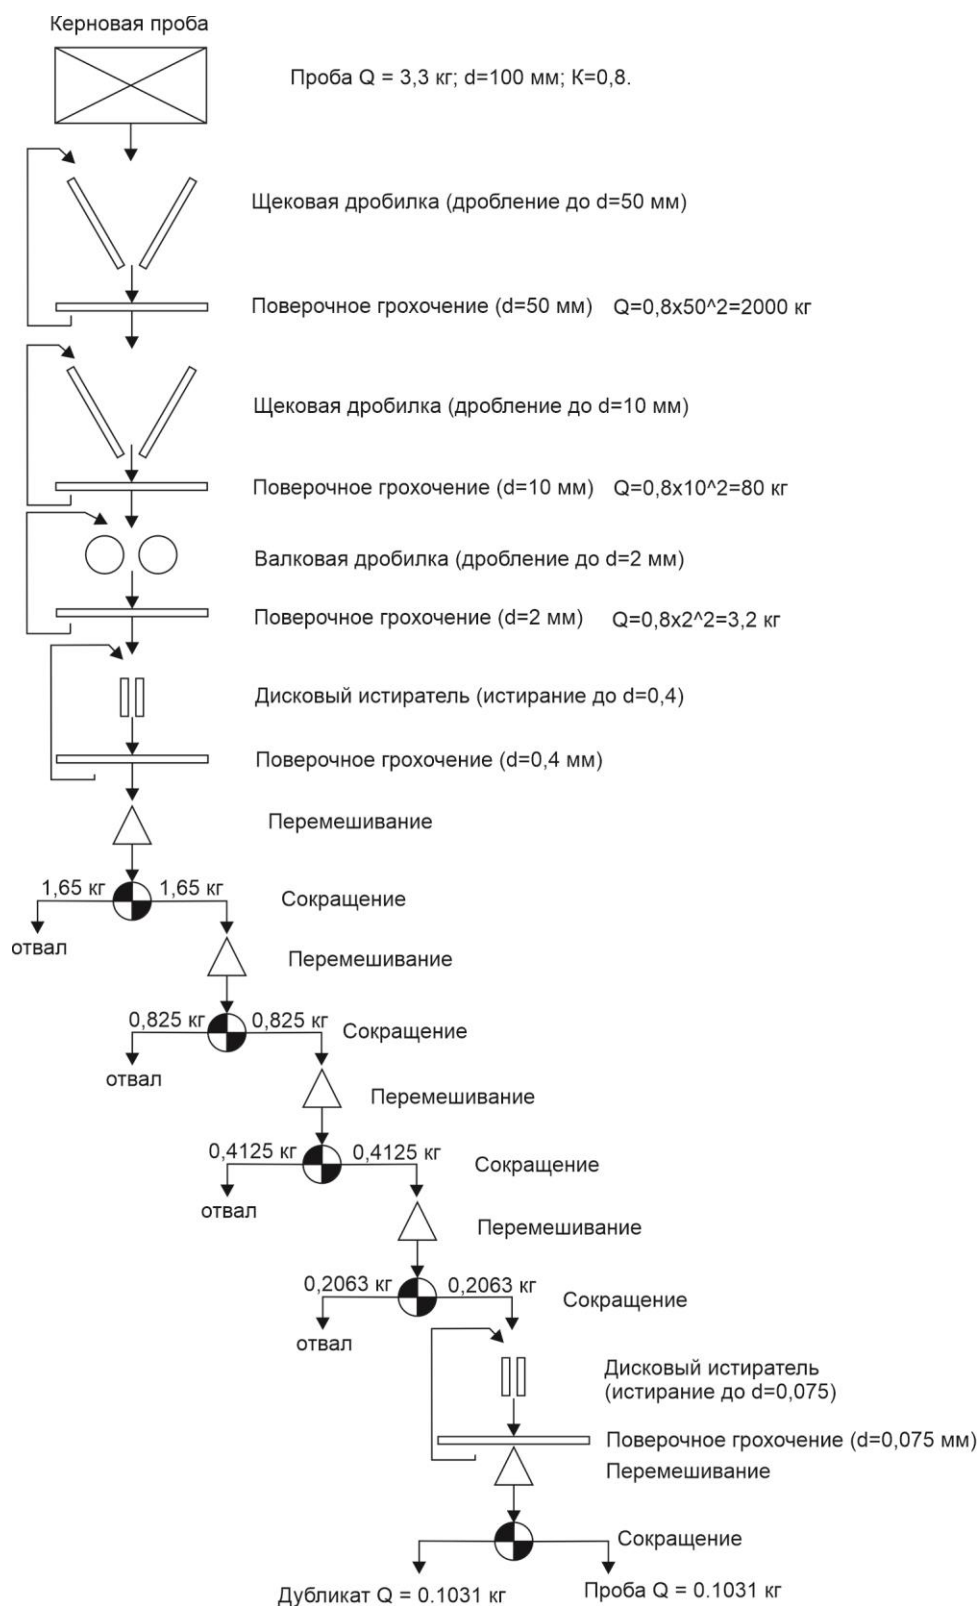 Керновая проба
Проба Q = 3,3 кг; d=100 мм; К=0,8.
Щековая дробилка (дробление до d=50 мм)
Поверочное грохочение (d=50 мм) Q=0,8x50^2=2000 кг
Щековая дробилка (дробление до d=10 мм)
Поверочное грохочение (d=10 мм) Q=0,8x10^2=80 кг
Валковая дробилка (дробление до d=2 мм)
Поверочное грохочение (d=2 мм) Q=0,8x2^2=3,2 кг
Дисковый истиратель (истирание до d=0,4)
Поверочное грохочение (d=0,4 мм)
Перемешивание
1,65 кг 1,65 кг Сокращение
отвал
Перемешивание
0,825 кг 0,825 кг Сокращение
отвал
Перемешивание
0,4125 кг 0,4125 кг Сокращение
отвал
Перемешивание
0,2063 кг 0,2063 кг Сокращение
отвал
Дисковый истиратель
(истирание до d=0,075)
Поверочное грохочение (d=0,075 мм)
Перемешивание
Сокращение
Дубликат Q = 0.1031 кг Проба Q = 0.1031 кг